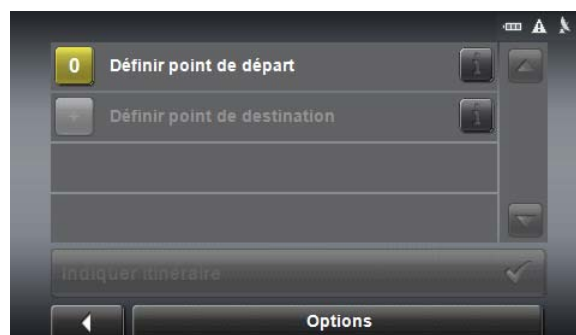 0 Définir point de départ
+ Définir point de destination
Indiquer itinéraire
Options